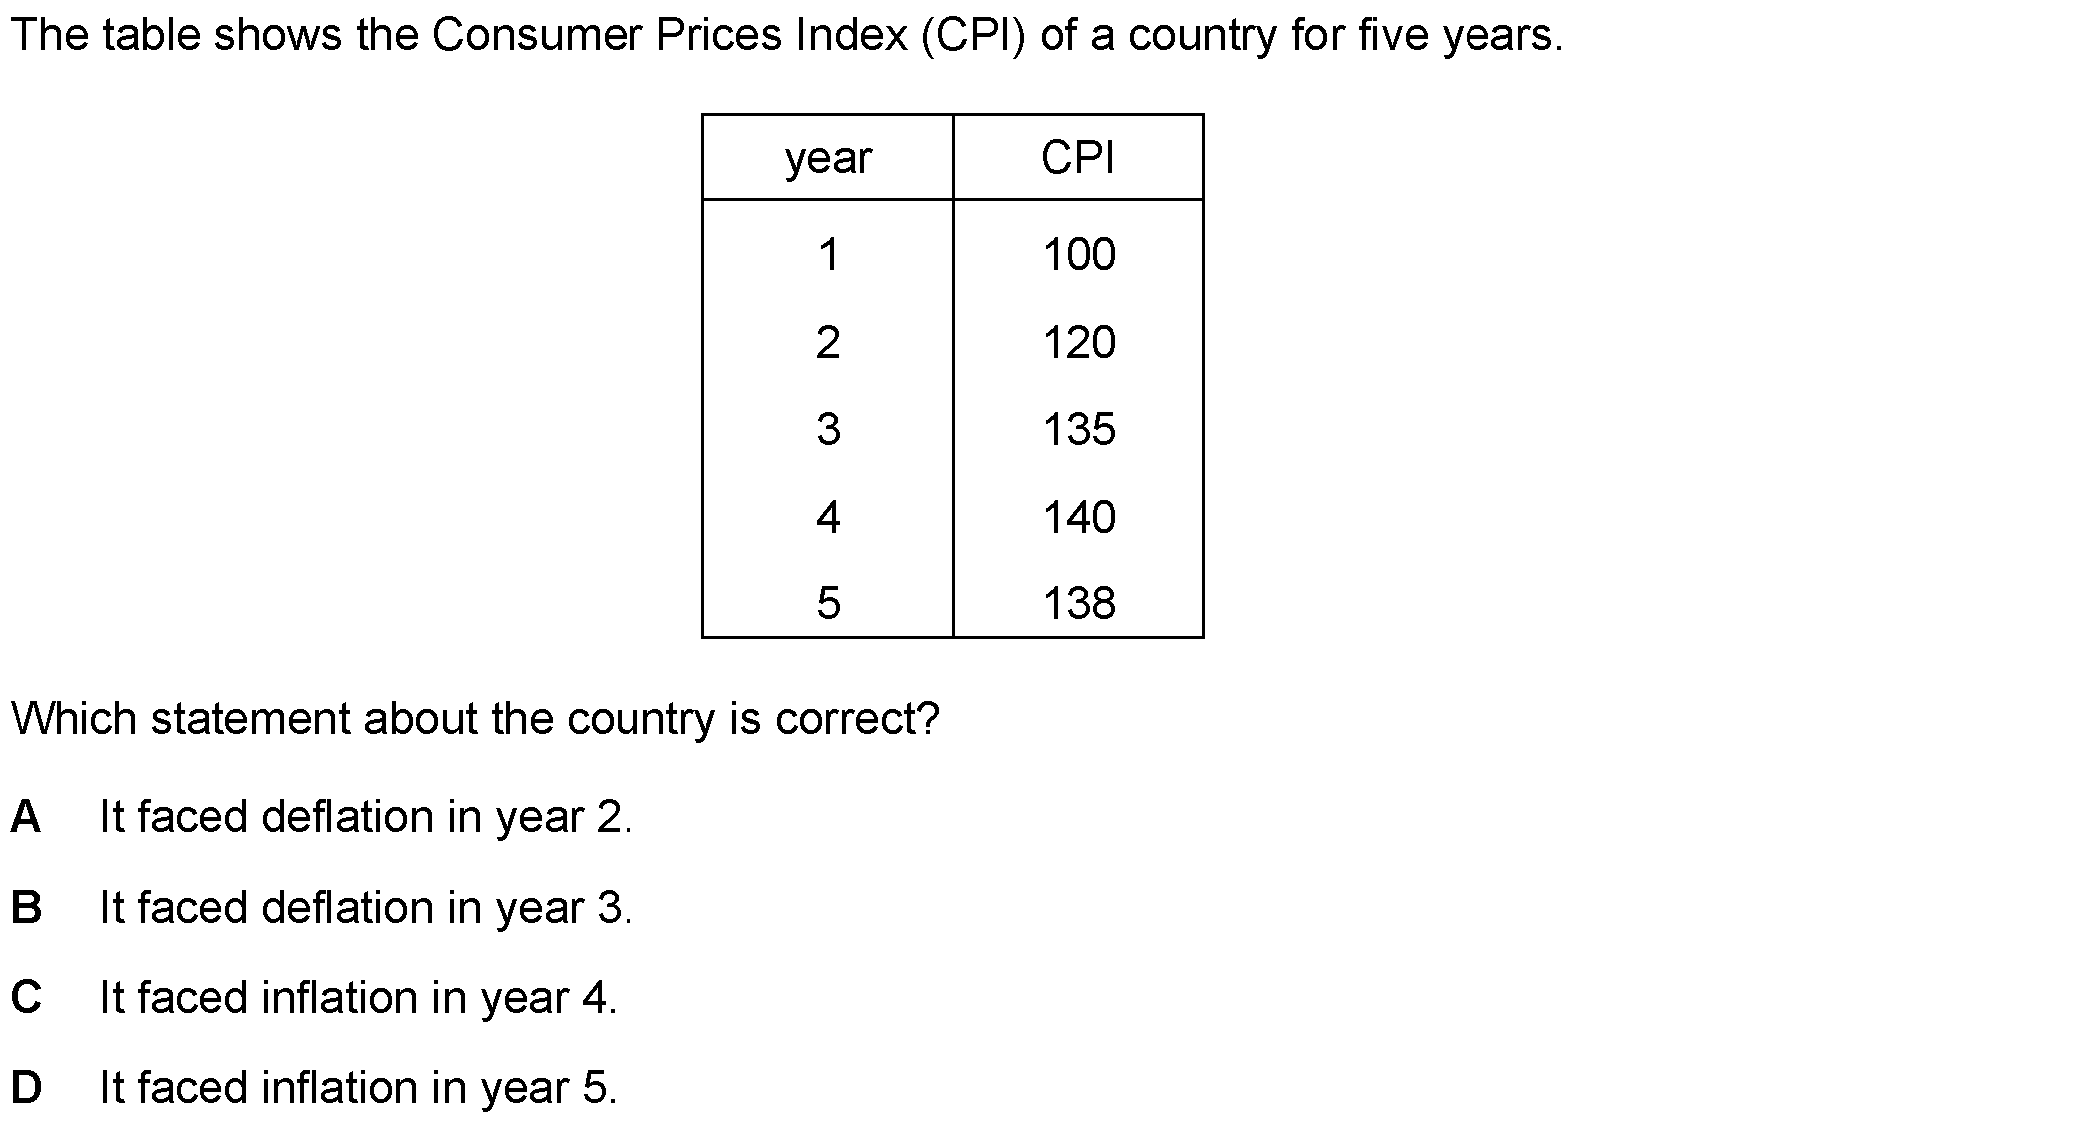 The table shows the Consumer Prices Index (CPI) of a country for five years.
year CPI
1 100
2 120
3 135
4 140
5 138
Which statement about the country is correct?
A It faced deflation in year 2.
B It faced deflation in year 3.
C It faced inflation in year 4.
D It faced inflation in year 5.